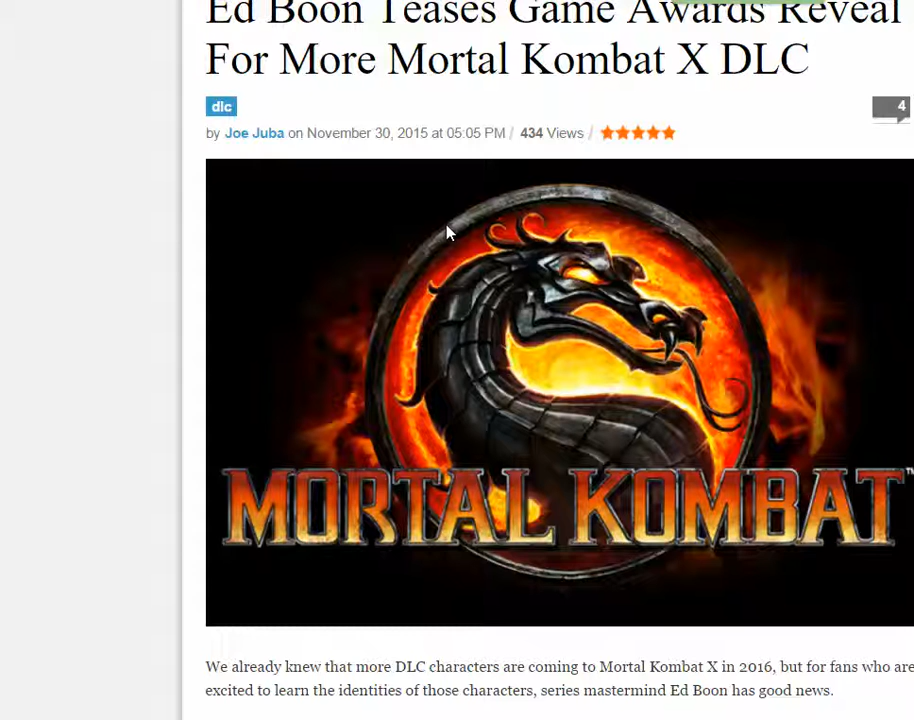 Ed Boon Teases Game Awards Reveal
For More Mortal Kombat X DLC
dlc
4
by Joe Juba on November 30, 2015 at 05:05 PM / 434 Views /
MORTAL KOMBAT™
We already knew that more DLC characters are coming to Mortal Kombat X in 2016, but for fans who are
excited to learn the identities of those characters, series mastermind Ed Boon has good news.